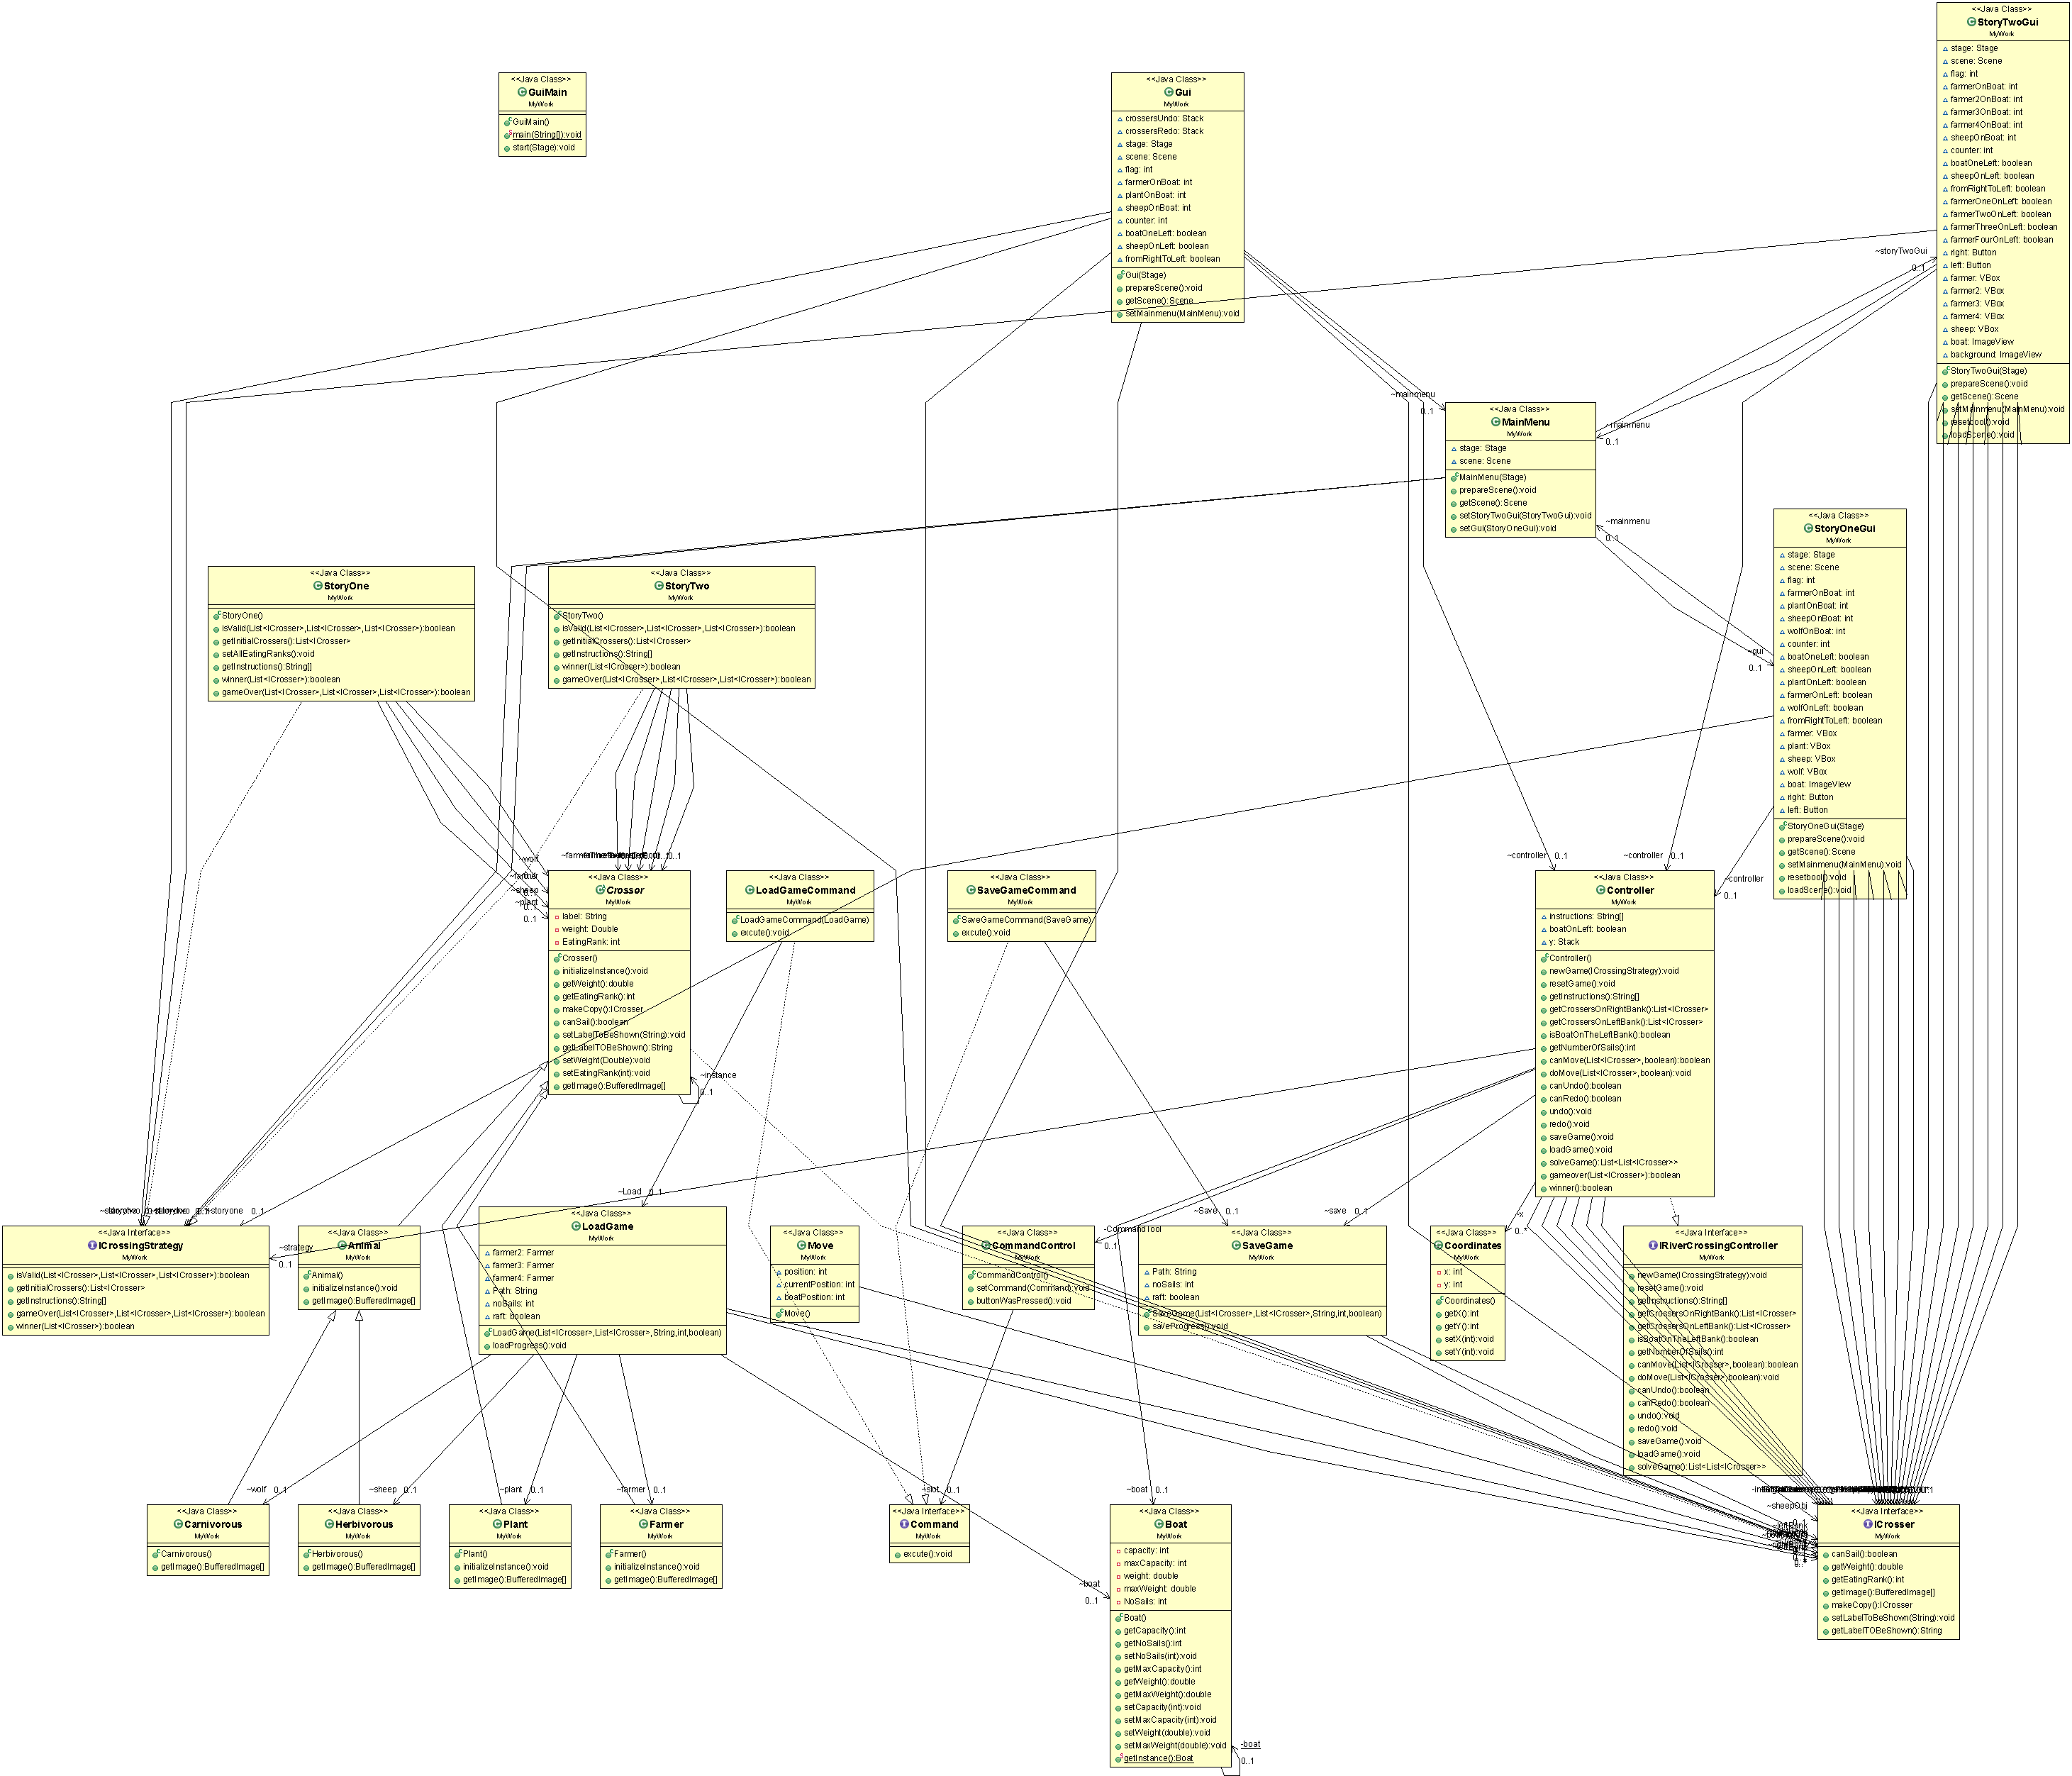 <<Java Class>>
GuiMain
MyWork
GuiMain()
main(String[]):void
start(Stage):void
<<Java Class>>
Gui
MyWork
crossersUndo: Stack
crossersRedo: Stack
stage: Stage
scene: Scene
flag: int
farmerOnBoat: int
plantOnBoat: int
sheepOnBoat: int
counter: int
boatOneLeft: boolean
sheepOnLeft: boolean
fromRightToLeft: boolean
Gui(Stage)
prepareScene():void
getScene():Scene
setMainmenu(MainMenu):void
<<Java Class>>
StoryTwoGui
MyWork
stage: Stage
scene: Scene
flag: int
farmerOnBoat: int
farmer2OnBoat: int
farmer3OnBoat: int
farmer4OnBoat: int
sheepOnBoat: int
counter: int
boatOneLeft: boolean
sheepOnLeft: boolean
fromRightToLeft: boolean
farmerOneOnLeft: boolean
farmerTwoOnLeft: boolean
farmerThreeOnLeft: boolean
farmerFourOnLeft: boolean
right: Button
left: Button
farmer: VBox
farmer2: VBox
farmer3: VBox
farmer4: VBox
sheep: VBox
boat: ImageView
background: ImageView
StoryTwoGui(Stage)
prepareScene():void
getScene():Scene
setMainmenu(MainMenu):void
resetbool():void
loadScene():void
~storyTwoGui
0..1
~mainmenu
0..1
~mainmenu
0..1
<<Java Class>>
MainMenu
MyWork
stage: Stage
scene: Scene
MainMenu(Stage)
prepareScene():void
getScene():Scene
setStoryTwoGui(StoryTwoGui):void
setGui(StoryOneGui):void
~mainmenu
0..1
~gui
0..1
<<Java Class>>
StoryOneGui
MyWork
stage: Stage
scene: Scene
flag: int
farmerOnBoat: int
plantOnBoat: int
sheepOnBoat: int
wolfOnBoat: int
counter: int
boatOneLeft: boolean
sheepOnLeft: boolean
plantOnLeft: boolean
farmerOnLeft: boolean
wolfOnLeft: boolean
fromRightToLeft: boolean
farmer: VBox
plant: VBox
sheep: VBox
wolf: VBox
boat: ImageView
right: Button
left: Button
StoryOneGui(Stage)
prepareScene():void
getScene():Scene
setMainmenu(MainMenu):void
resetbool():void
loadScene():void
<<Java Class>>
StoryOne
MyWork
StoryOne()
isValid(List<ICrosser>,List<ICrosser>,List<ICrosser>):boolean
getInitialCrossers():List<ICrosser>
setAllEatingRanks():void
getInstructions():String[]
winner(List<ICrosser>):boolean
gameOver(List<ICrosser>,List<ICrosser>,List<ICrosser>):boolean
<<Java Class>>
StoryTwo
MyWork
StoryTwo()
isValid(List<ICrosser>,List<ICrosser>,List<ICrosser>):boolean
getInitialCrossers():List<ICrosser>
getInstructions():String[]
winner(List<ICrosser>):boolean
gameOver(List<ICrosser>,List<ICrosser>,List<ICrosser>):boolean
~wolf
~sheep
~plant
0..1
0..1
<<Java Class>>
Crossor
MyWork
label: String
weight: Double
EatingRank: int
Crosser()
initializeInstance():void
getWeight():double
getEatingRank():int
makeCopy():ICrosser
canSail():boolean
setLabelToBeShown(String):void
getLabelTOBeShown():String
setWeight(Double):void
setEatingRank(int):void
getImage():BufferedImage[]
~instance
0..1
<<Java Class>>
LoadGameCommand
MyWork
LoadGameCommand(LoadGame)
excute():void
<<Java Class>>
SaveGameCommand
MyWork
SaveGameCommand(SaveGame)
excute():void
~controller
0..1
~controller
0..1
~controller
0..1
<<Java Class>>
Controller
MyWork
instructions: String[]
boatOnLeft: boolean
y: Stack
Controller()
newGame(ICrossingStrategy):void
resetGame():void
getInstructions():String[]
getCrossersOnRightBank():List<ICrosser>
getCrossersOnLeftBank():List<ICrosser>
isBoatOnTheLeftBank():boolean
getNumberOfSails():int
canMove(List<ICrosser>,boolean):boolean
doMove(List<ICrosser>,boolean):void
canUndo():boolean
canRedo():boolean
undo():void
redo():void
saveGame():void
loadGame():void
solveGame():List<List<ICrosser>>
gameover(List<ICrosser>):boolean
winner():boolean
~storyone 0..1
<<Java Interface>>
ICrossingStrategy
MyWork
isValid(List<ICrosser>,List<ICrosser>,List<ICrosser>):boolean
getInitialCrossers():List<ICrosser>
getInstructions():String[]
gameOver(List<ICrosser>,List<ICrosser>,List<ICrosser>):boolean
winner(List<ICrosser>):boolean
~strategy
0..1
<<Java Class>>
Animal
MyWork
Animal()
initializeInstance():void
getImage():BufferedImage[]
~Load 0..1
<<Java Class>>
LoadGame
MyWork
farmer2: Farmer
farmer3: Farmer
farmer4: Farmer
Path: String
noSails: int
raft: boolean
LoadGame(List<ICrosser>,List<ICrosser>,String,int,boolean)
loadProgress():void
<<Java Class>>
Move
MyWork
position: int
currentPosition: int
boatPosition: int
Move()
-CommandTool
0..1
<<Java Class>>
CommandControl
MyWork
CommandControl()
setCommand(Command):void
buttonWasPressed():void
~Save 0..1
~save 0..1
<<Java Class>>
SaveGame
MyWork
Path: String
noSails: int
raft: boolean
SaveGame(List<ICrosser>,List<ICrosser>,String,int,boolean)
saveProgress():void
~x
0..*
<<Java Class>>
Coordinates
MyWork
x: int
y: int
Coordinates()
getX():int
getY():int
setX(int):void
setY(int):void
<<Java Interface>>
IRiverCrossingController
MyWork
newGame(ICrossingStrategy):void
resetGame():void
getInstructions():String[]
getCrossersOnRightBank():List<ICrosser>
getCrossersOnLeftBank():List<ICrosser>
isBoatOnTheLeftBank():boolean
getNumberOfSails():int
canMove(List<ICrosser>,boolean):boolean
doMove(List<ICrosser>,boolean):void
canUndo():boolean
canRedo():boolean
undo():void
redo():void
saveGame():void
loadGame():void
solveGame():List<List<ICrosser>>
~wolf 0..1
<<Java Class>>
Carnivorous
MyWork
Carnivorous()
getImage():BufferedImage[]
~sheep 0..1
<<Java Class>>
Herbivorous
MyWork
Herbivorous()
getImage():BufferedImage[]
~plant 0..1
<<Java Class>>
Plant
MyWork
Plant()
initializeInstance():void
getImage():BufferedImage[]
~farmer 0..1
<<Java Class>>
Farmer
MyWork
Farmer()
initializeInstance():void
getImage():BufferedImage[]
~slot 0..1
<<Java Interface>>
Command
MyWork
excute():void
~boat 0..1
~boat
0..1
<<Java Class>>
Boat
MyWork
capacity: int
maxCapacity: int
weight: double
maxWeight: double
NoSails: int
Boat()
getCapacity():int
getNoSails():int
setNoSails(int):void
getMaxCapacity():int
getWeight():double
getMaxWeight():double
setCapacity(int):void
setMaxCapacity(int):void
setWeight(double):void
setMaxWeight(double):void
getInstance():Boat
-boat
0..1
~sheepObj
<<Java Interface>>
ICrosser
MyWork
canSail():boolean
getWeight():double
getEatingRank():int
getImage():BufferedImage[]
makeCopy():ICrosser
setLabelToBeShown(String):void
getLabelTOBeShown():String